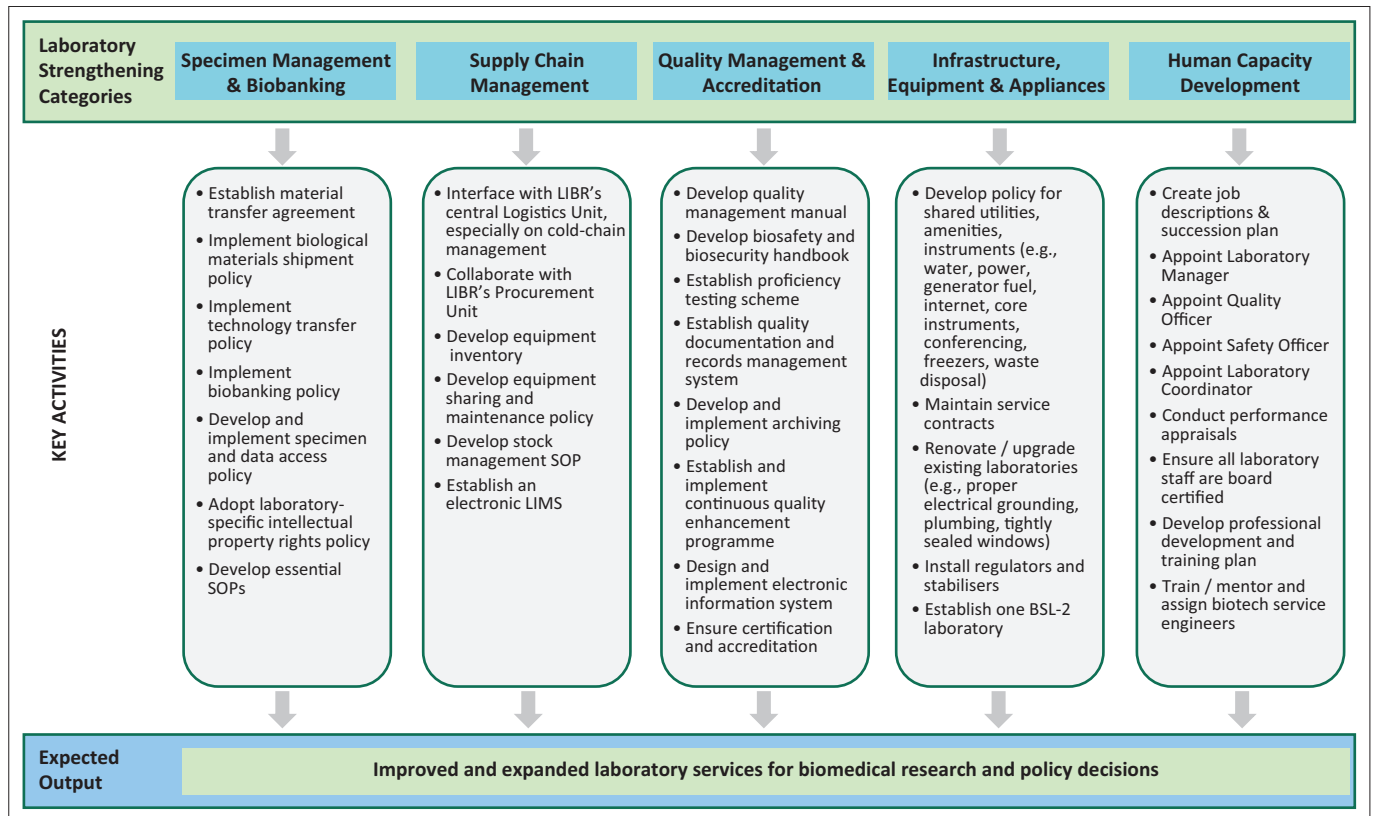 Laboratory
Strengthening
Categories
Specimen Management
& Biobanking
Supply Chain
Management
Quality Management &
Accreditation
Infrastructure,
Equipment & Appliances
Human Capacity
Development
KEY ACTIVITIES
• Establish material
transfer agreement
• Implement biological
materials shipment
policy
• Implement
technology transfer
policy
• Implement
biobanking policy
• Develop and
implement specimen
and data access
policy
• Adopt laboratory-
specific intellectual
property rights policy
• Develop essential
SOPs
• Interface with LIBR’s
central Logistics Unit,
especially on cold-chain
management
• Collaborate with
LIBR’s Procurement
Unit
• Develop equipment
inventory
• Develop equipment
sharing and
maintenance policy
• Develop stock
management SOP
• Establish an
electronic LIMS
• Develop quality
management manual
• Develop biosafety and
biosecurity handbook
• Establish proficiency
testing scheme
• Establish quality
documentation and
records management
system
• Develop and
implement archiving
policy
• Establish and
implement
continuous quality
enhancement
programme
• Design and
implement electronic
information system
• Ensure certification
and accreditation
• Develop policy for
shared utilities,
amenities,
instruments (e.g.,
water, power,
generator fuel,
internet, core
instruments,
conferencing,
freezers, waste
disposal)
• Maintain service
contracts
• Renovate / upgrade
existing laboratories
(e.g., proper
electrical grounding,
plumbing, tightly
sealed windows)
• Install regulators and
stabilisers
• Establish one BSL-2
laboratory
• Create job
descriptions &
succession plan
• Appoint Laboratory
Manager
• Appoint Quality
Officer
• Appoint Safety Officer
• Appoint Laboratory
Coordinator
• Conduct performance
appraisals
• Ensure all laboratory
staff are board
certified
• Develop professional
development and
training plan
• Train / mentor and
assign biotech service
engineers
Expected
Output
Improved and expanded laboratory services for biomedical research and policy decisions